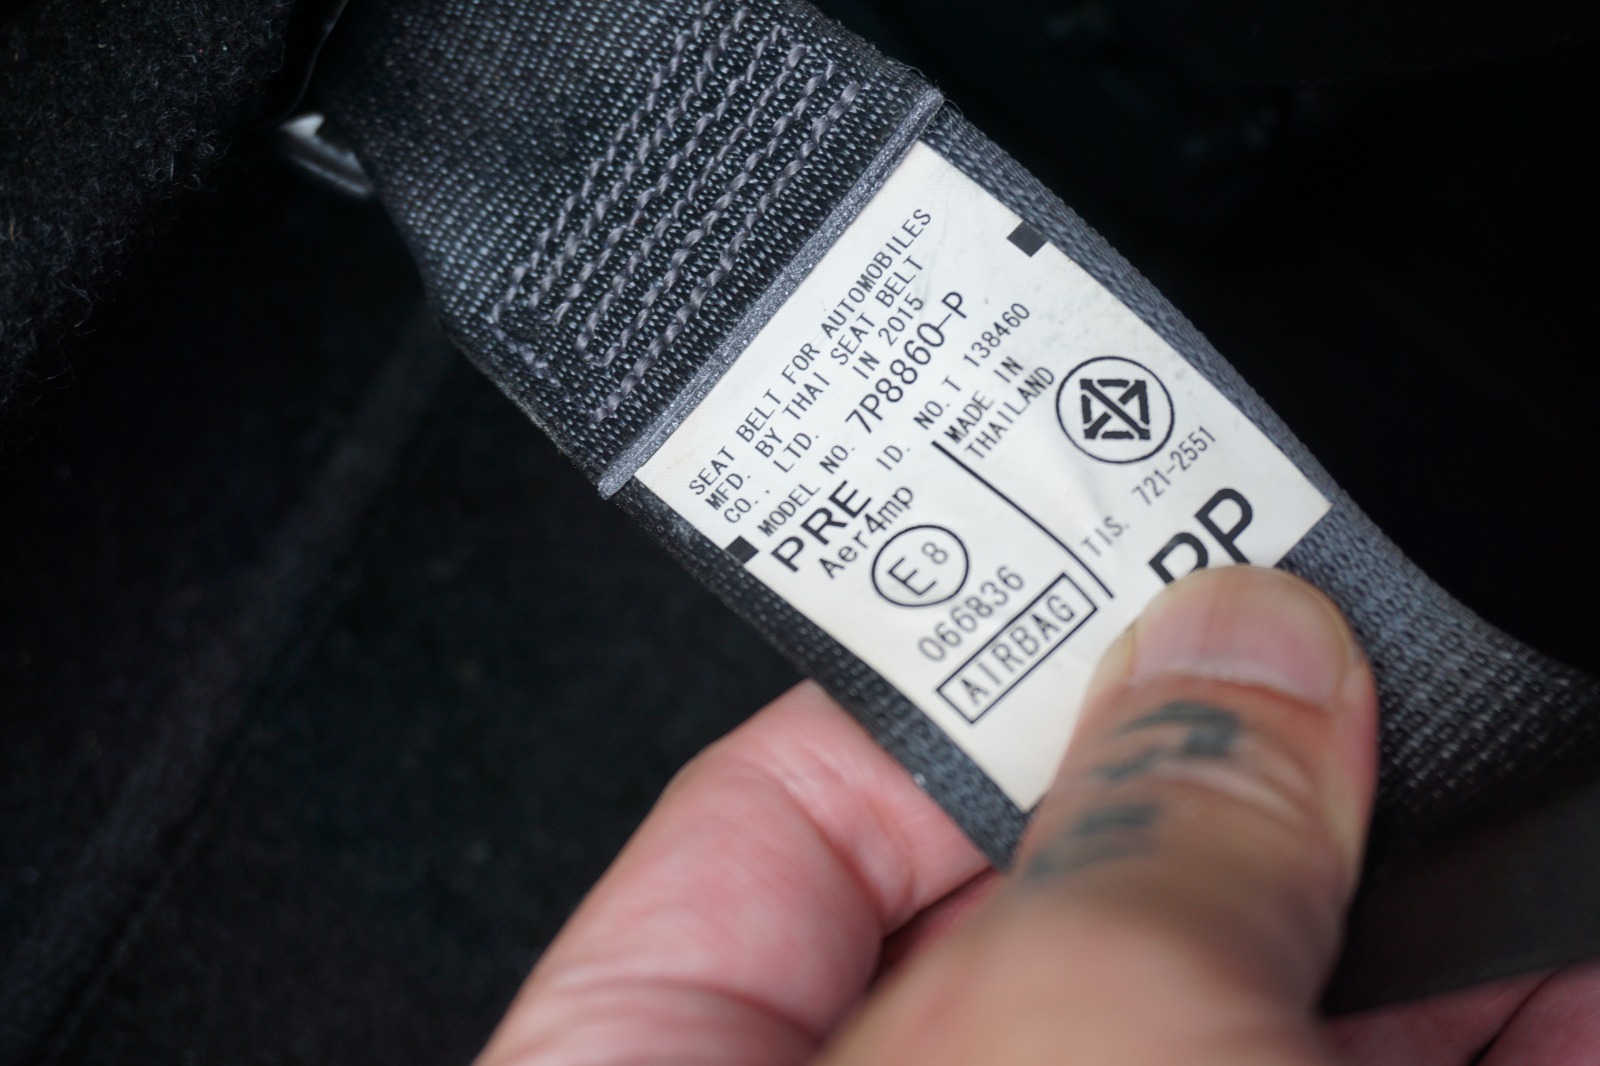 SEAT BELT FOR AUTOMOBILES
MFD. BY THAI SEAT BELT
CO., LTD. IN 2015
MODEL NO. 7P8860-P
PRE ID. NO.T 138460
Aer4mp
E8
066836
AIRBAG
MADE IN
THAILAND
TIS. 721-2551
PP